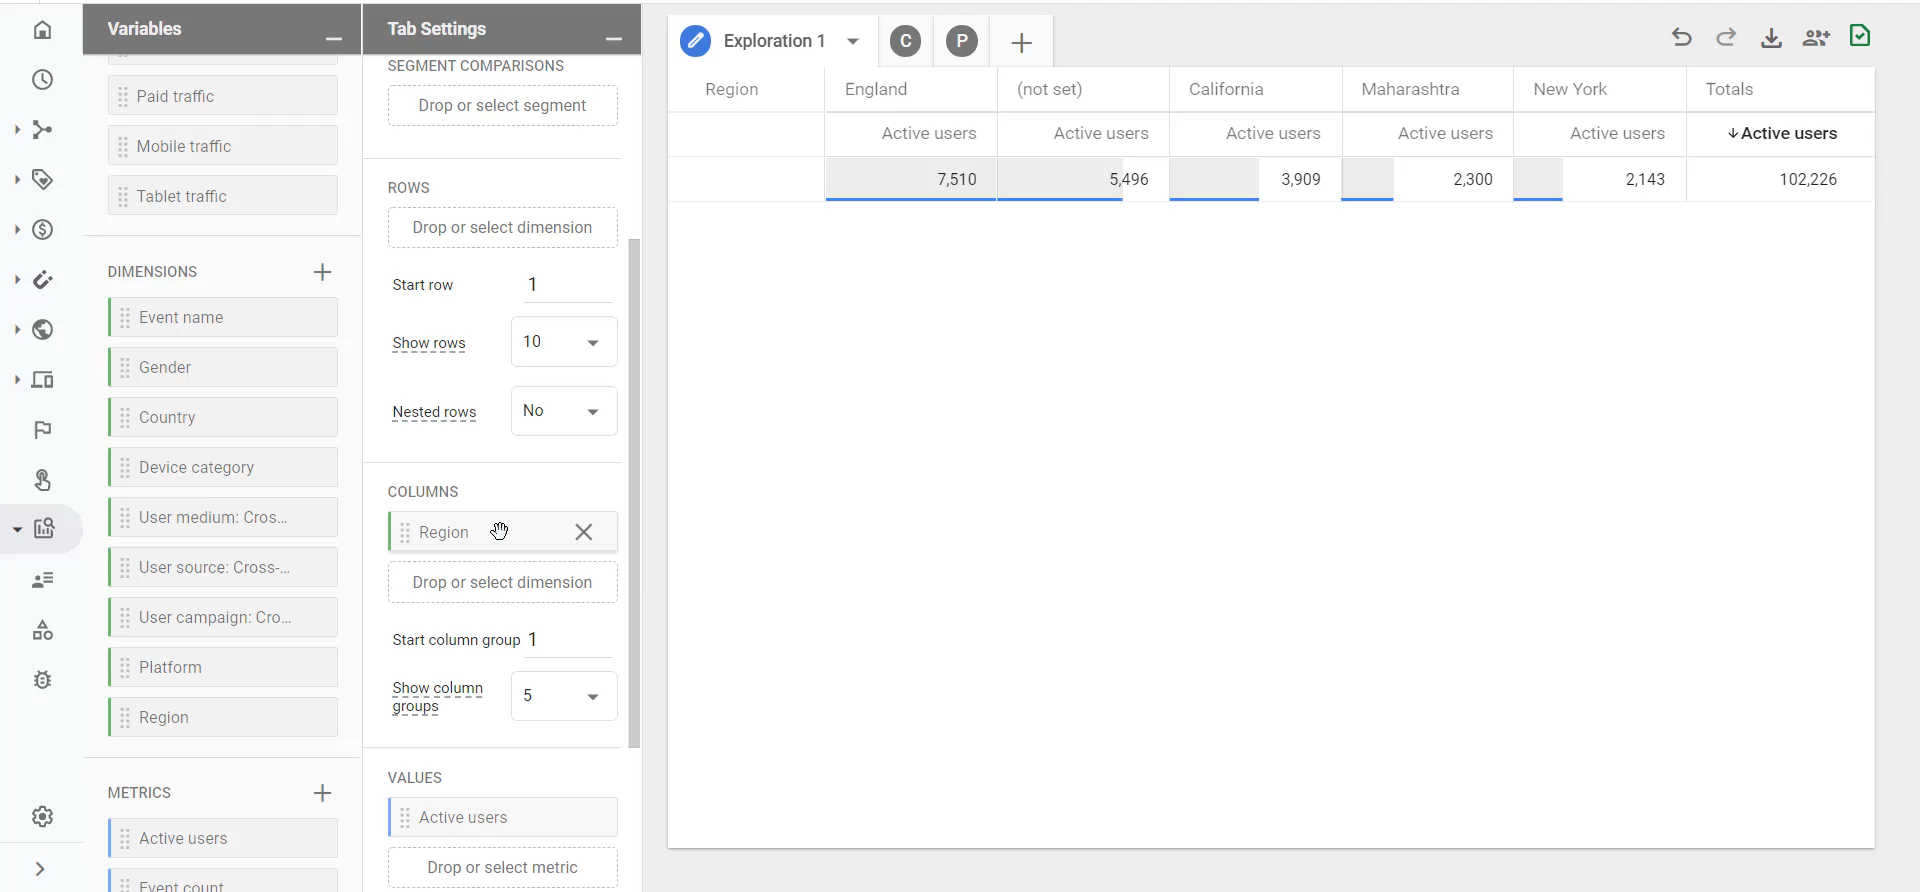 Variables
Paid traffic
Mobile traffic
Tablet traffic
DIMENSIONS
Event name
Gender
Country
Device category
User medium: Cros...
User source: Cross-...
User campaign: Cro...
Platform
Region
METRICS
Active users
Event count
Tab Settings
SEGMENT COMPARISONS
Drop or select segment
ROWS
Drop or select dimension
Start row 1
Show rows 10
Nested rows No
COLUMNS
Region
Drop or select dimension
Start column group 1
Show column
groups 5
VALUES
Active users
Drop or select metric
Exploration 1 C P
Region England (not set) California Maharashtra New York Totals
Active users Active users Active users Active users Active users ↓ Active users
7,510 5,496 3,909 2,300 2,143 102,226